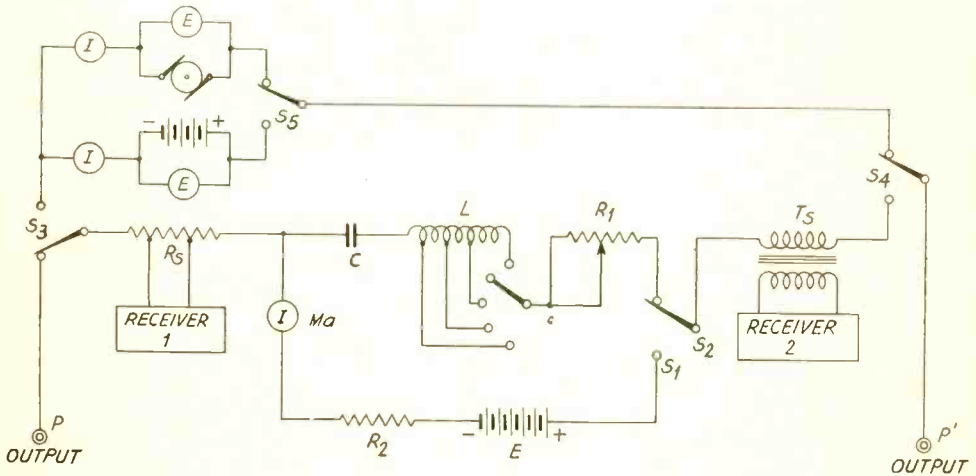 E
I
S5
- +
I
E
S4
S3
RS
C
L
R1
TS
RECEIVER
1
I Ma
c
S2
RECEIVER
2
S1
R2
- E +
P
OUTPUT
P'
OUTPUT